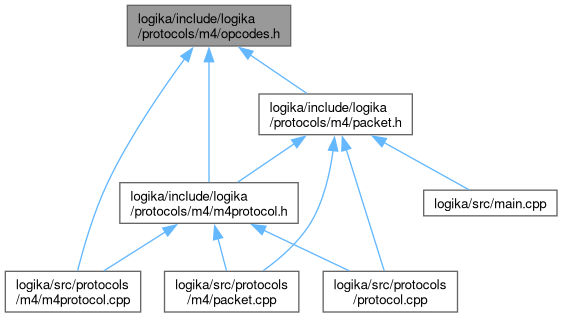 logika/include/logika
/protocols/m4/opcodes.h
logika/include/logika
/protocols/m4/packet.h
logika/include/logika
/protocols/m4/m4protocol.h
logika/src/main.cpp
logika/src/protocols
/m4/m4protocol.cpp
logika/src/protocols
/m4/packet.cpp
logika/src/protocols
/protocol.cpp